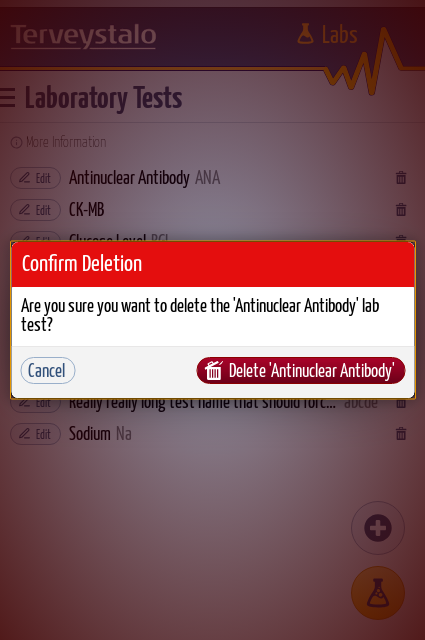 Terveystalo
Labs
Laboratory Tests
More Information
Edit Antinuclear Antibody ANA
Edit CK-MB
Edit Glucose Level
Confirm Deletion
Are you sure you want to delete the 'Antinuclear Antibody' lab
test?
Cancel
Delete 'Antinuclear Antibody'
Edit Really really long test name that should forc... abcde
Edit Sodium Na